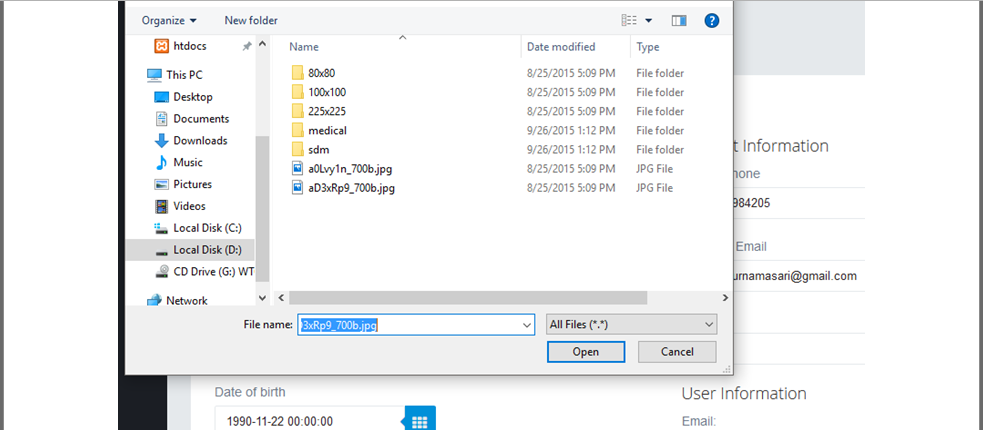 Organize New folder
htdocs
This PC
Desktop
Documents
Downloads
Music
Pictures
Videos
Local Disk (C:)
Local Disk (D:)
CD Drive (G:) WT
Network
Name Date modified Type
80x80 8/25/2015 5:09 PM File folder
100x100 8/25/2015 5:09 PM File folder
225x225 8/25/2015 5:09 PM File folder
medical 9/26/2015 1:12 PM File folder
sdm 9/26/2015 1:12 PM File folder
a0Lvy1n_700b.jpg 8/25/2015 5:09 PM JPG File
aD3xRp9_700b.jpg 8/25/2015 5:09 PM JPG File
File name: 3xRp9_700b.jpg All Files (*.*)
Open Cancel
t Information
hone
984205
Email
urnamasari@gmail.com
Date of birth
1990-11-22 00:00:00
User Information
Email: